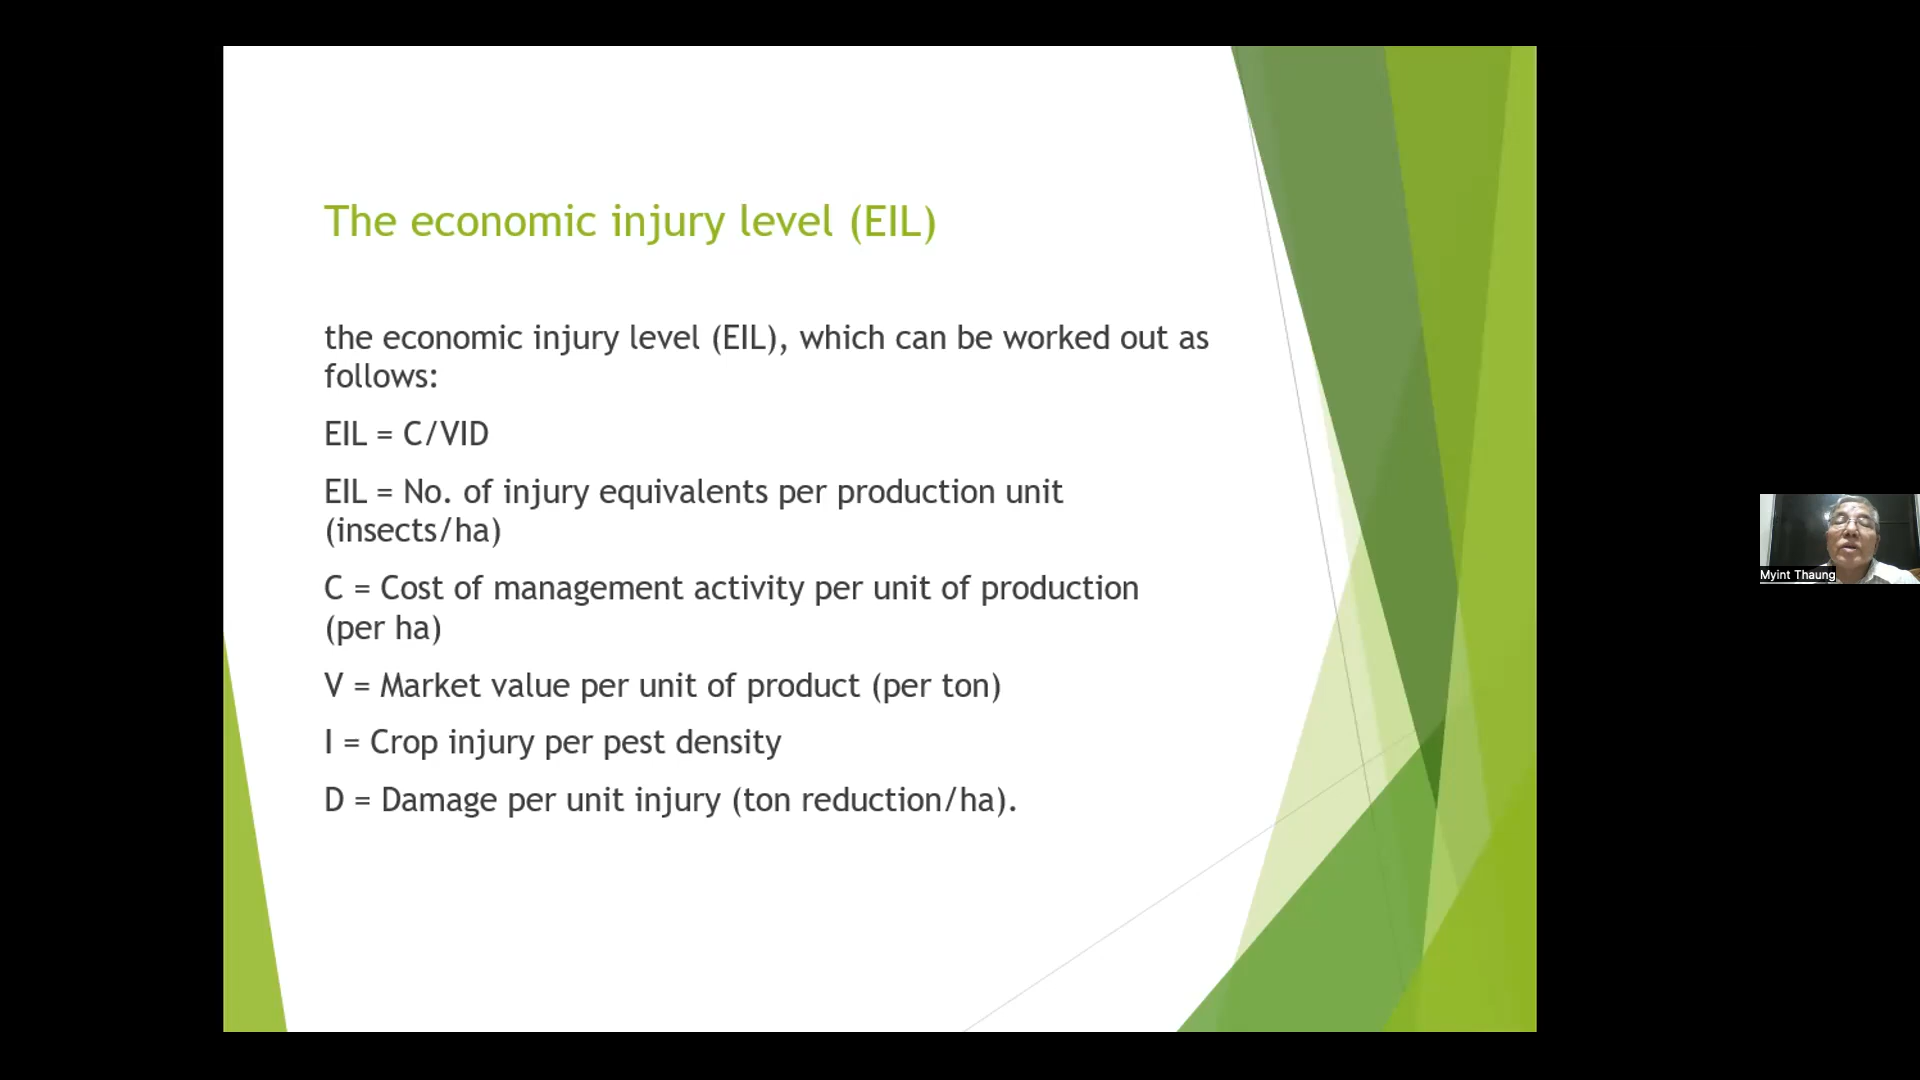 The economic injury level (EIL)
the economic injury level (EIL), which can be worked out as
follows:
EIL = C/VID
EIL = No. of injury equivalents per production unit
(insects/ha)
C = Cost of management activity per unit of production
(per ha)
V = Market value per unit of product (per ton)
I = Crop injury per pest density
D = Damage per unit injury (ton reduction/ha).
Myint Thaung